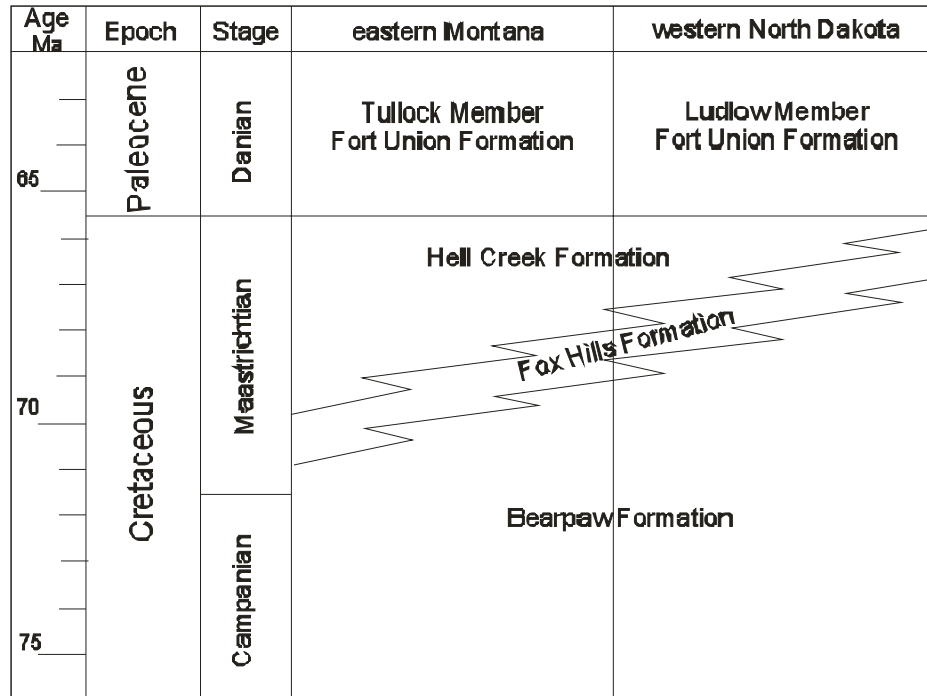 Age
Ma
Epoch
Stage
eastern Montana
western North Dakota
Paleocene
Danian
Tullock Member
Fort Union Formation
Ludlow Member
Fort Union Formation
65
Hell Creek Formation
Fox Hills Formation
Maastrichtian
70
Cretaceous
Bearpaw Formation
Campanian
75